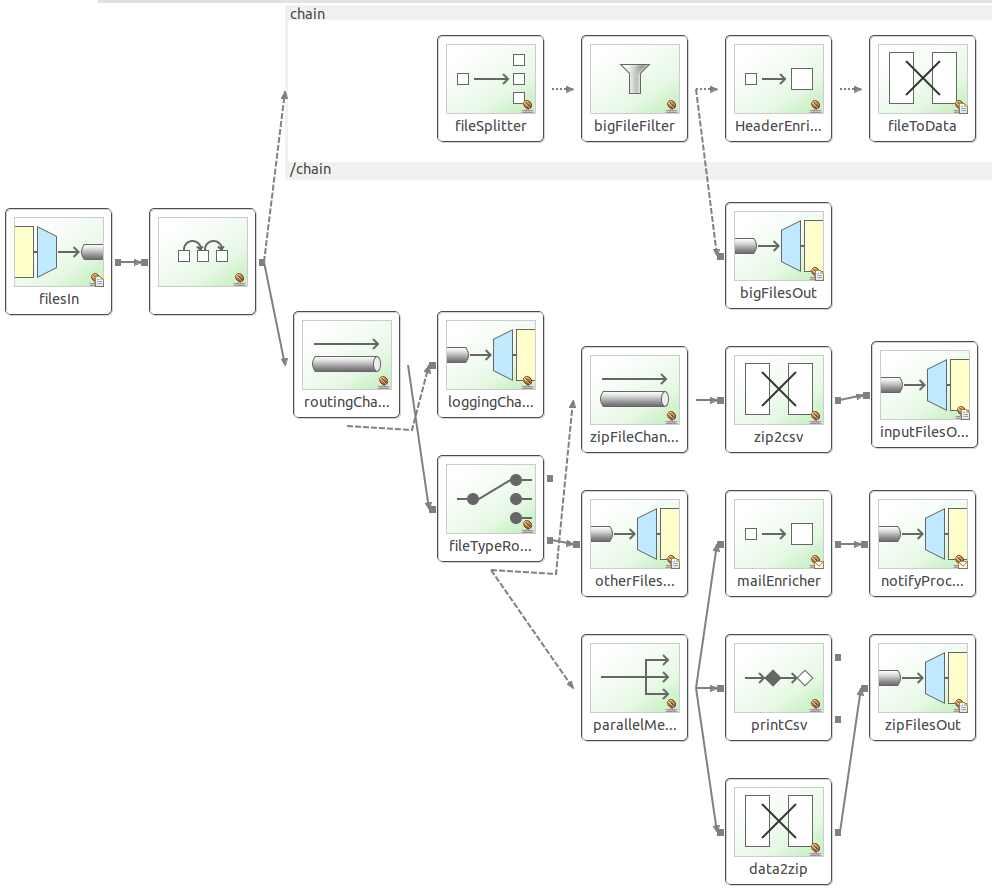 chain
fileSplitter
bigFileFilter
HeaderEnri...
fileToData
/chain
filesIn
bigFilesOut
routingCha...
loggingCha...
zipFileChan...
zip2csv
inputFilesO...
fileTypeRo...
otherFiles...
mailEnricher
notifyProc...
parallelMe...
printCsv
zipFilesOut
data2zip